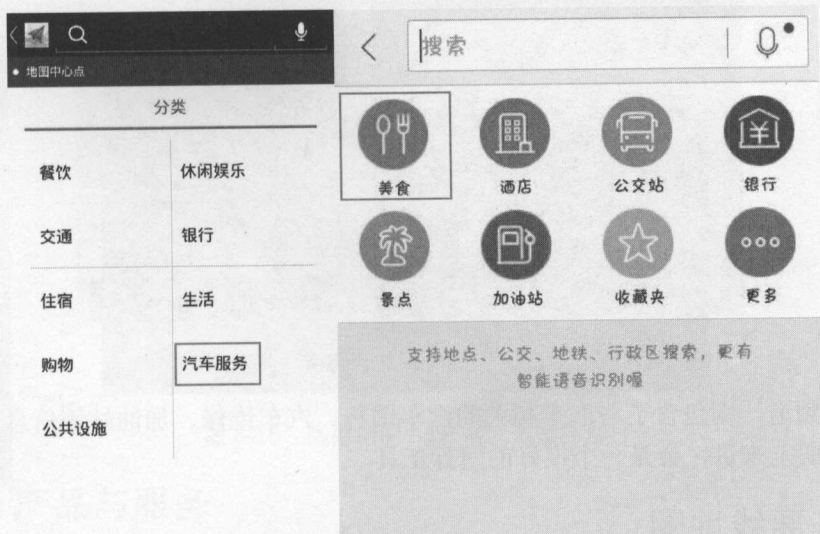 地图中心点
分类
餐饮
休闲娱乐
交通
银行
住宿
生活
购物
汽车服务
公共设施
搜索
美食
酒店
公交站
银行
景点
加油站
收藏夹
更多
支持地点、公交、地铁、行政区搜索，更有
智能语音识别喔